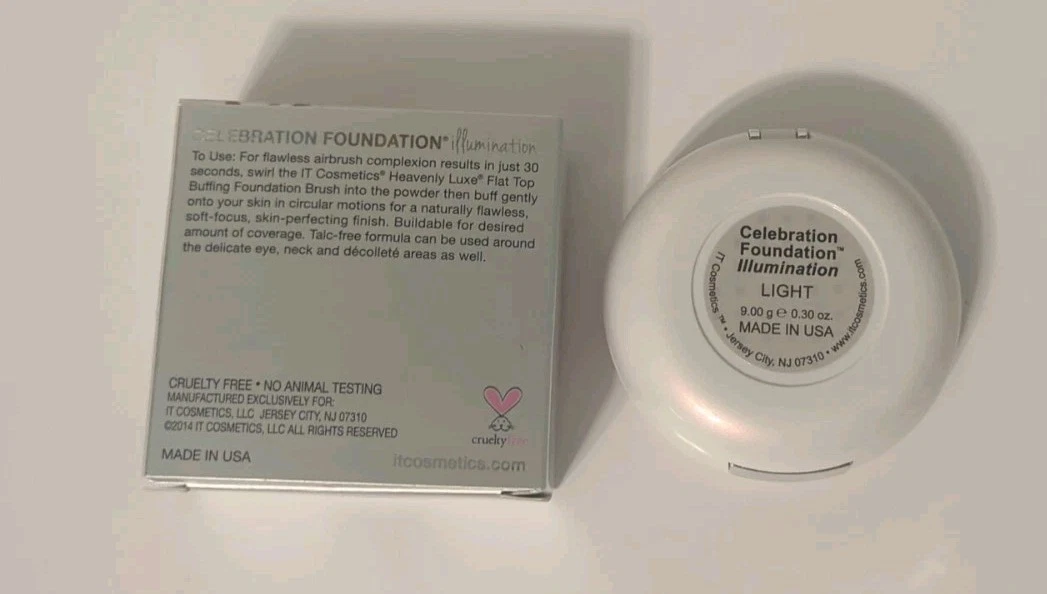 CELEBRATION FOUNDATION® illumination
To Use: For flawless airbrush complexion results in just 30
seconds, swirl the IT Cosmetics® Heavenly Luxe® Flat Top
Buffing Foundation Brush into the powder then buff gently
onto your skin in circular motions for a naturally flawless,
soft-focus, skin-perfecting finish. Buildable for desired
amount of coverage. Talc-free formula can be used around
the delicate eye, neck and décolleté areas as well.
CRUELTY FREE • NO ANIMAL TESTING
MANUFACTURED EXCLUSIVELY FOR:
IT COSMETICS, LLC JERSEY CITY, NJ 07310
©2014 IT COSMETICS, LLC ALL RIGHTS RESERVED
MADE IN USA
crueltyfree
itcosmetics.com
Celebration
Foundation™
Illumination
LIGHT
9.00 g ℮ 0.30 oz.
MADE IN USA
IT Cosmetics™ • Jersey City, NJ 07310 • www.itcosmetics.com